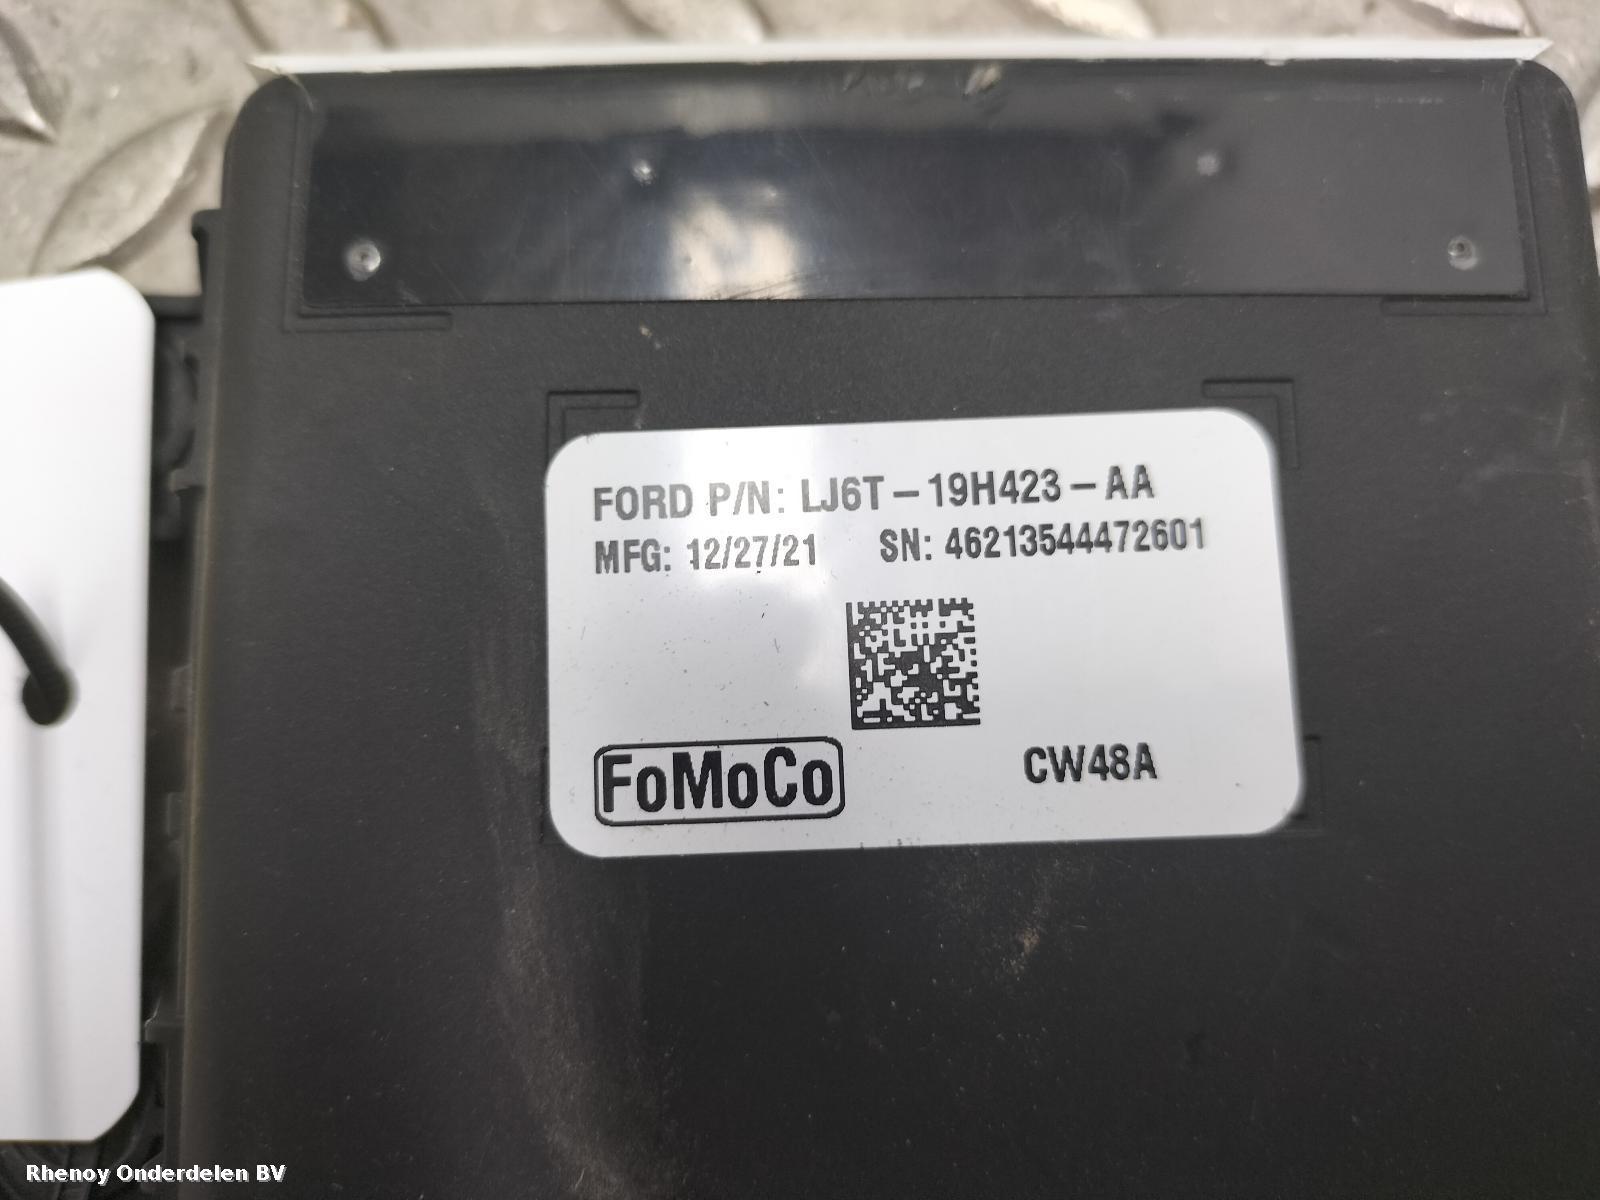 FORD P/N: LJ6T-19H423-AA
MFG: 12/27/21 SN: 46213544472601
FoMoCo CW48A
Rhenoy Onderdelen BV